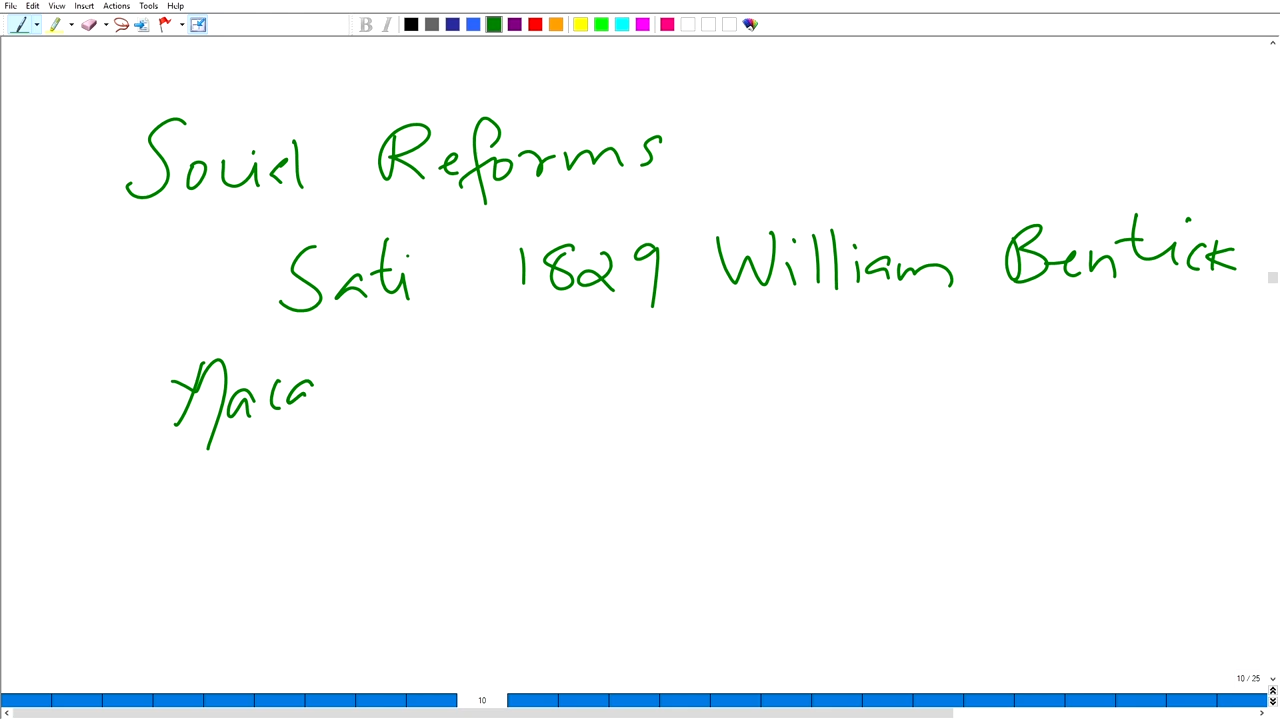 File Edit View Insert Actions Tools Help
B I
Social Reforms
Sati 1829 William Bentick
Maca
10 / 25
10